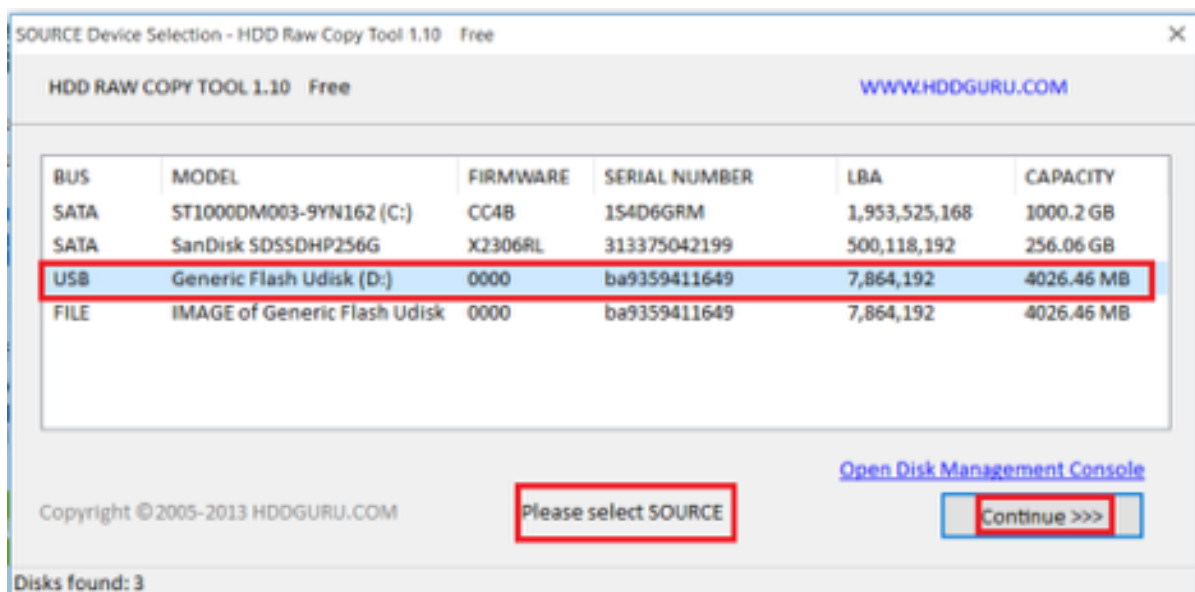 SOURCE Device Selection - HDD Raw Copy Tool 1.10 Free
HDD RAW COPY TOOL 1.10 Free WWW.HDDGURU.COM
BUS MODEL FIRMWARE SERIAL NUMBER LBA CAPACITY
SATA ST1000DM003-9YN162 (C:) CC4B 1S4D6GRM 1,953,525,168 1000.2 GB
SATA SanDisk SDSSDHP256G X2306RL 313375042199 500,118,192 256.06 GB
USB Generic Flash Udisk (D:) 0000 ba9359411649 7,864,192 4026.46 MB
FILE IMAGE of Generic Flash Udisk 0000 ba9359411649 7,864,192 4026.46 MB
Open Disk Management Console
Copyright ©2005-2013 HDDGURU.COM Please select SOURCE Continue >>>
Disks found: 3